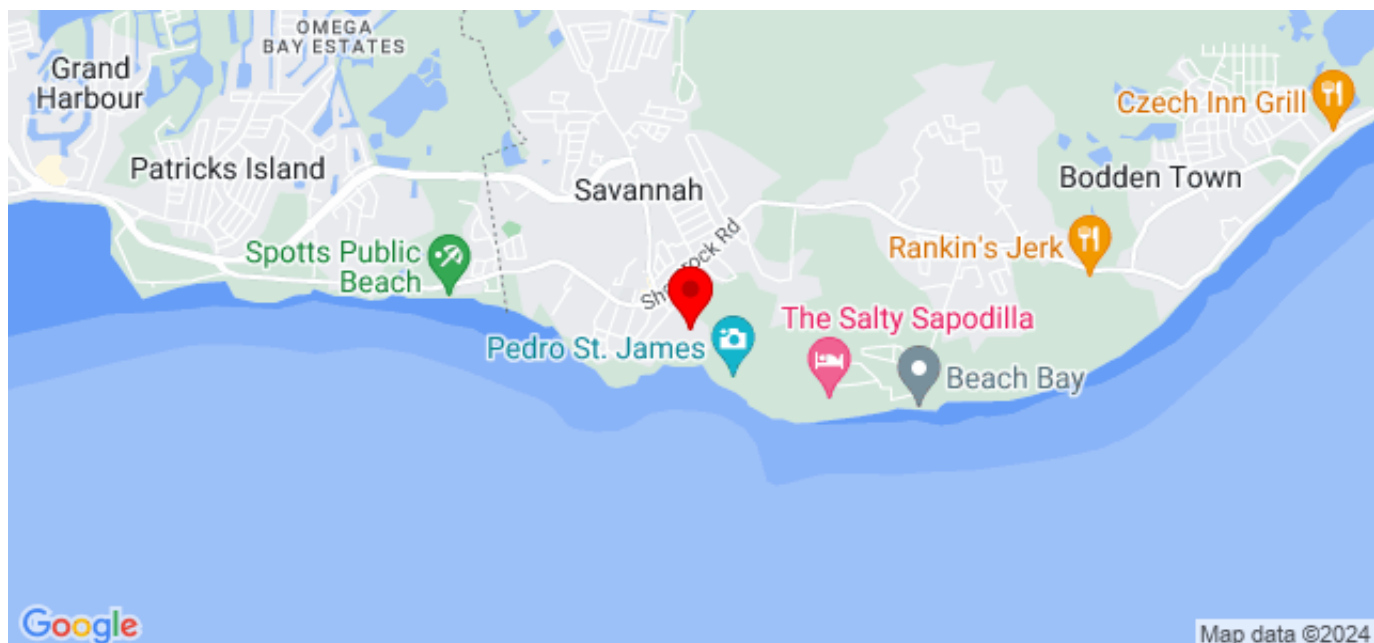 OMEGA
BAY ESTATES
Grand
Harbour
Czech Inn Grill
Patricks Island
Savannah
Bodden Town
Spotts Public
Beach
Rankin's Jerk
Rd
The Salty Sapodilla
Pedro St. James
Beach Bay
Google
Map data ©2024